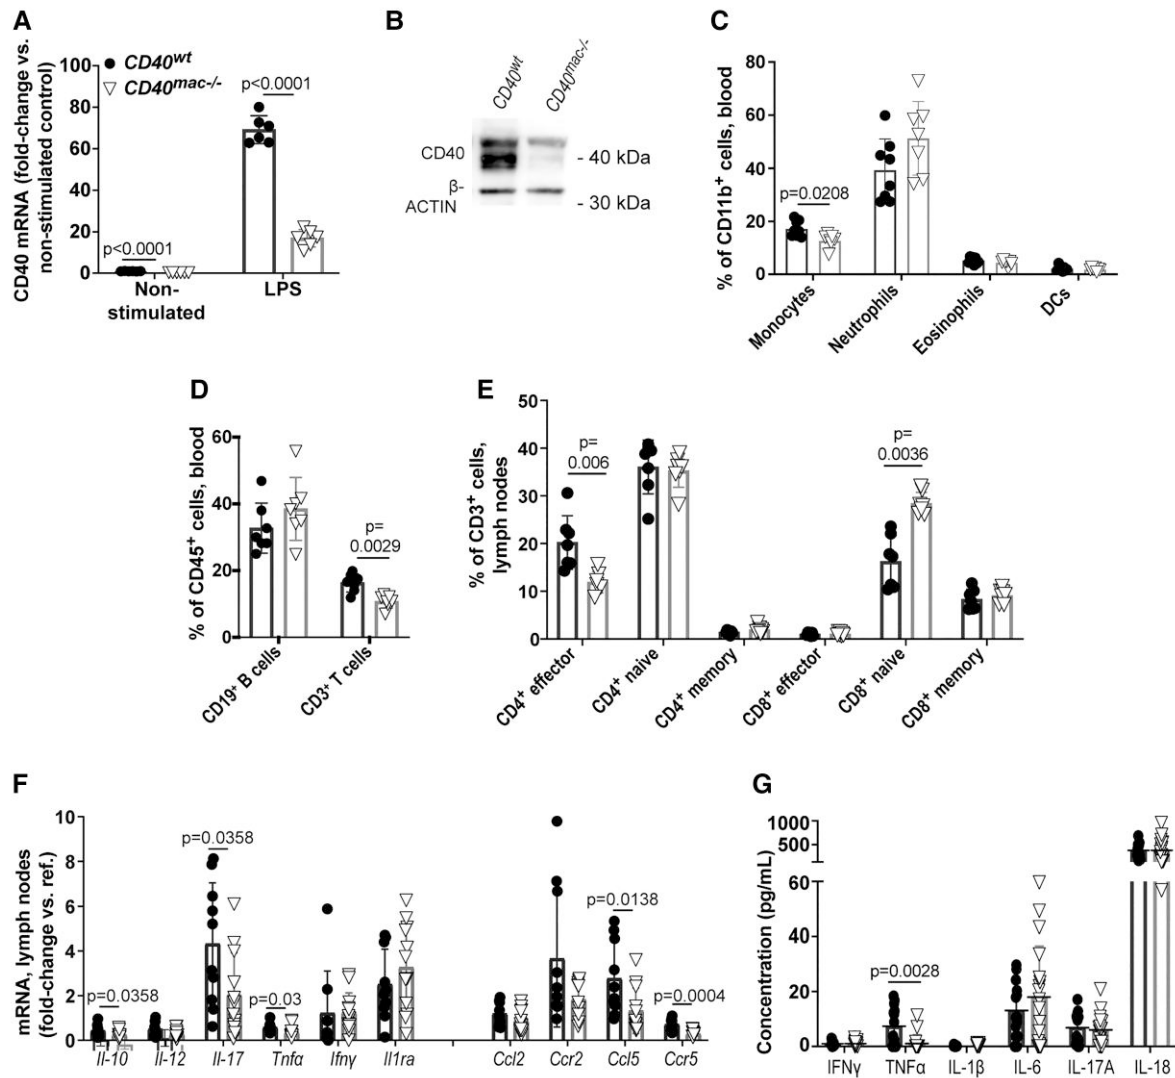 A
CD40 mRNA (fold-change vs.
non-stimulated control)
100
80
60
40
20
0
CD40wt
CD40mac-/-
p<0.0001
p<0.0001
Non-
stimulated
LPS
B
CD40wt
CD40mac-/-
CD40
- 40 kDa
β-
ACTIN
- 30 kDa
C
% of CD11b+ cells, blood
80
60
40
20
0
p=0.0208
Monocytes
Neutrophils
Eosinophils
DCs
D
% of CD45+ cells, blood
60
40
20
0
p=
0.0029
CD19+ B cells
CD3+ T cells
E
% of CD3+ cells,
lymph nodes
50
40
30
20
10
0
p=
0.006
p=
0.0036
CD4+ effector
CD4+ naive
CD4+ memory
CD8+ effector
CD8+ naive
CD8+ memory
F
mRNA, lymph nodes
(fold-change vs. ref.)
10
8
6
4
2
0
p=0.0358
p=0.0358
p=0.03
p=0.0138
p=0.0004
Il-10
Il-12
Il-17
Tnfα
Ifnγ
Il1ra
Ccl2
Ccr2
Ccl5
Ccr5
G
Concentration (pg/mL)
1000
500
60
40
20
0
p=0.0028
IFNγ
TNFα
IL-1β
IL-6
IL-17A
IL-18